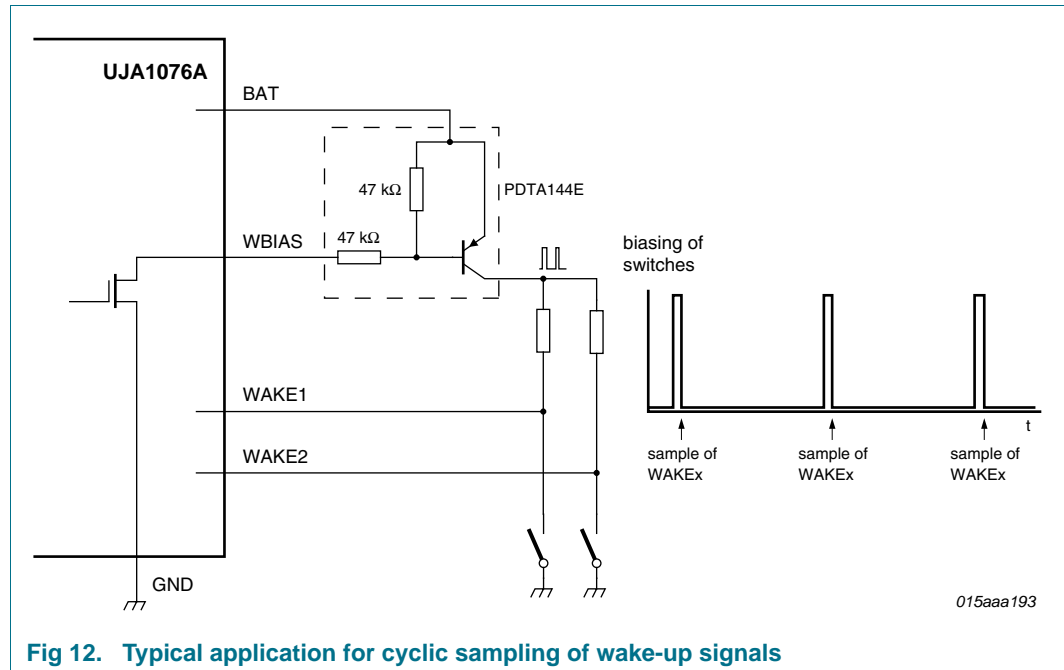 UJA1076A
BAT
47 kΩ
PDTA144E
WBIAS
47 kΩ
biasing of
switches
WAKE1
WAKE2
GND
t
sample of
WAKEx
sample of
WAKEx
sample of
WAKEx
015aaa193
Fig 12. Typical application for cyclic sampling of wake-up signals